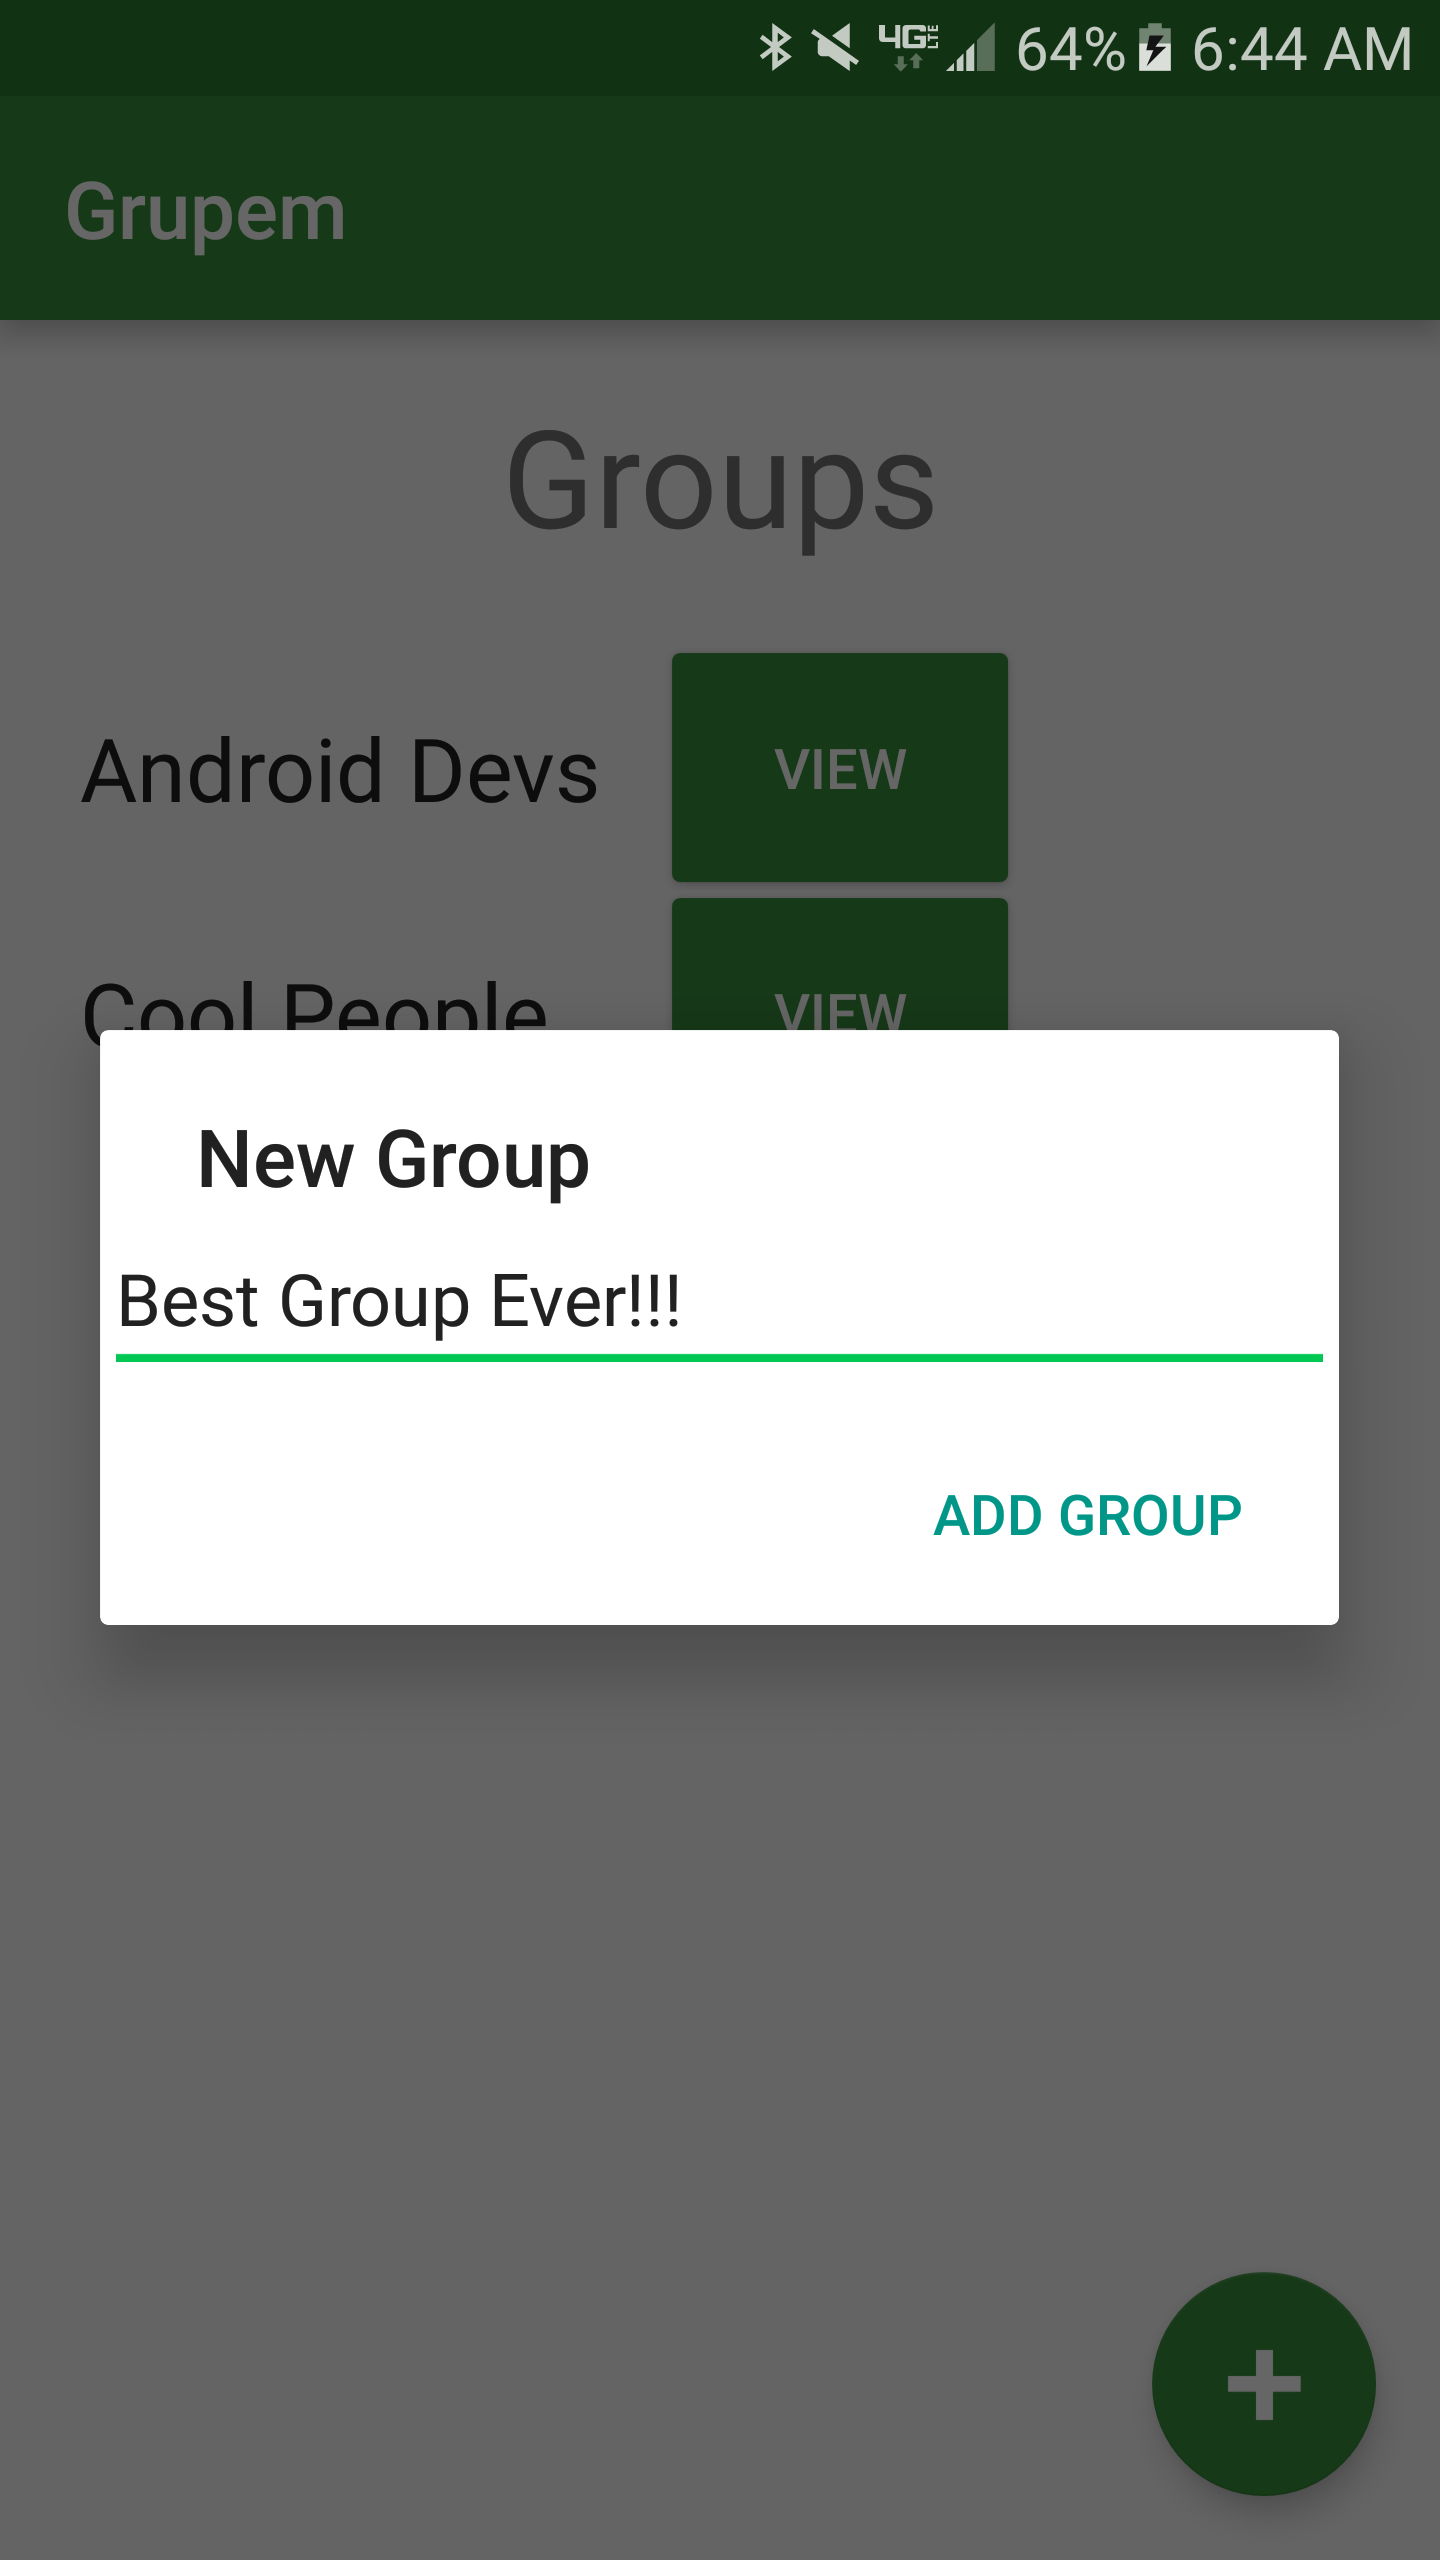 4G LTE 64% 6:44 AM
Grupem
Groups
Android Devs VIEW
Cool People VIEW
New Group
Best Group Ever!!!
ADD GROUP